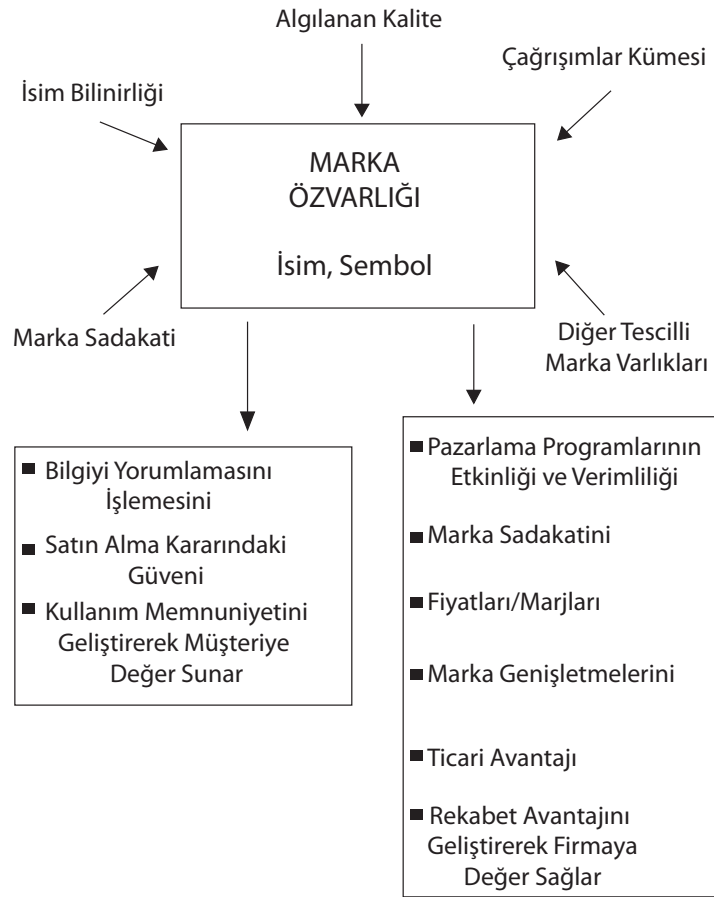 Algılanan Kalite
Çağrışımlar Kümesi
İsim Bilinirliği
MARKA
ÖZVARLIĞI
İsim, Sembol
Marka Sadakati
Diğer Tescilli
Marka Varlıkları
Bilgiyi Yorumlamasını
İşlemesini
Satın Alma Kararındaki
Güveni
Kullanım Memnuniyetini
Geliştirerek Müşteriye
Değer Sunar
Pazarlama Programlarının
Etkinliği ve Verimliliği
Marka Sadakatini
Fiyatları/Marjları
Marka Genişletmelerini
Ticari Avantajı
Rekabet Avantajını
Geliştirerek Firmaya
Değer Sağlar